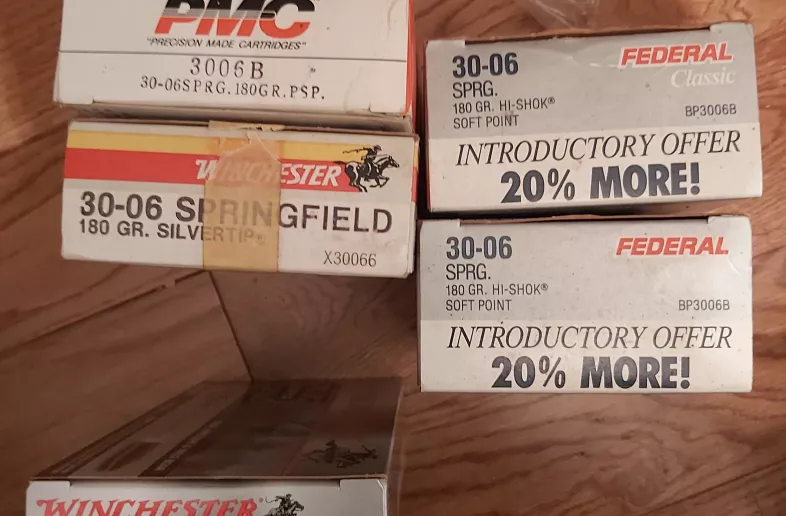 PMC
"PRECISION MADE CARTRIDGES"
3006B
30-06SPRG.180GR.PSP.
WINCHESTER
30-06 SPRINGFIELD
180 GR. SILVERTIP®
X30066
WINCHESTER®
30-06
SPRG.
180 GR. HI-SHOK®
SOFT POINT
FEDERAL
Classic
BP3006B
INTRODUCTORY OFFER
20% MORE!
30-06
SPRG.
180 GR. HI-SHOK®
SOFT POINT
FEDERAL
BP3006B
INTRODUCTORY OFFER
20% MORE!